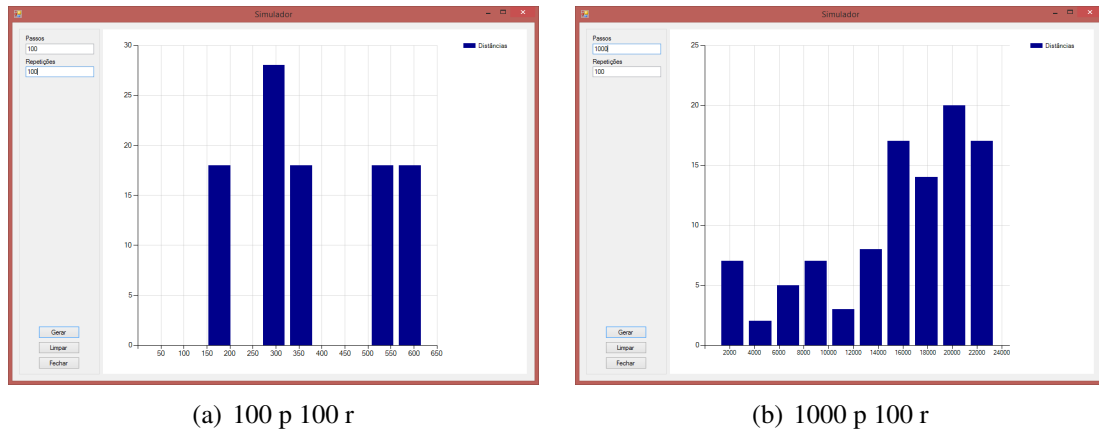 Simulador
Passos
100
Repetições
100
Gerar
Limpar
Fechar
30
25
20
15
10
5
0
50 100 150 200 250 300 350 400 450 500 550 600 650
Distâncias
(a) 100 p 100 r
Simulador
Passos
1000
Repetições
100
Gerar
Limpar
Fechar
25
20
15
10
5
0
2000 4000 6000 8000 10000 12000 14000 16000 18000 20000 22000 24000
Distâncias
(b) 1000 p 100 r